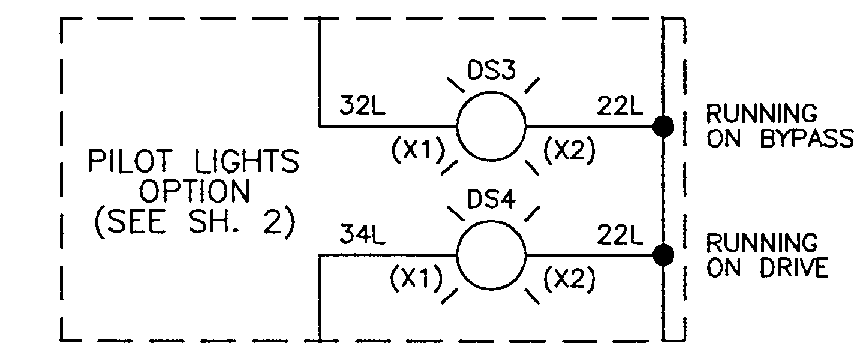 DS3
32L
22L
RUNNING
ON BYPASS
(X1)
(X2)
PILOT LIGHTS
OPTION
(SEE SH. 2)
DS4
34L
22L
RUNNING
ON DRIVE
(X1)
(X2)